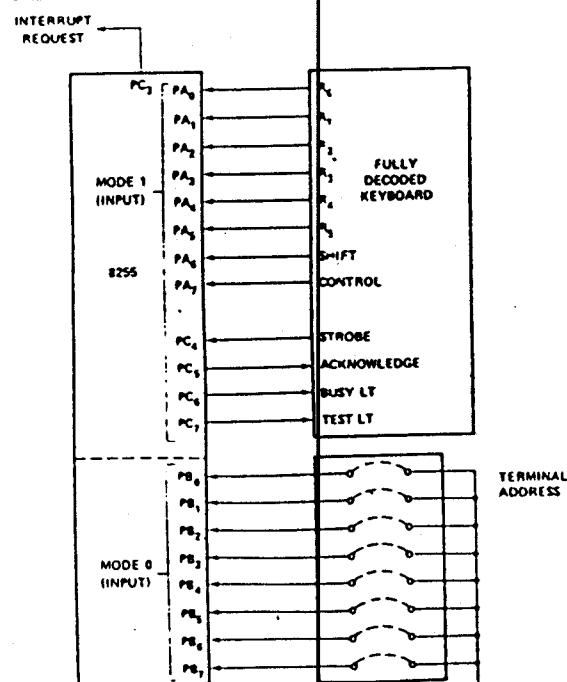 INTERRUPT
REQUEST
PC3
PA0
PA1
PA2
PA3
PA4
PA5
PA6
PA7
MODE 1
(INPUT)
8255
PC4
PC5
PC6
PC7
R1
R2
R3
R4
R5
SHIFT
CONTROL
STROBE
ACKNOWLEDGE
BUSY LT
TEST LT
FULLY
DECODED
KEYBOARD
PB0
PB1
PB2
PB3
PB4
PB5
PB6
PB7
MODE 0
(INPUT)
TERMINAL
ADDRESS